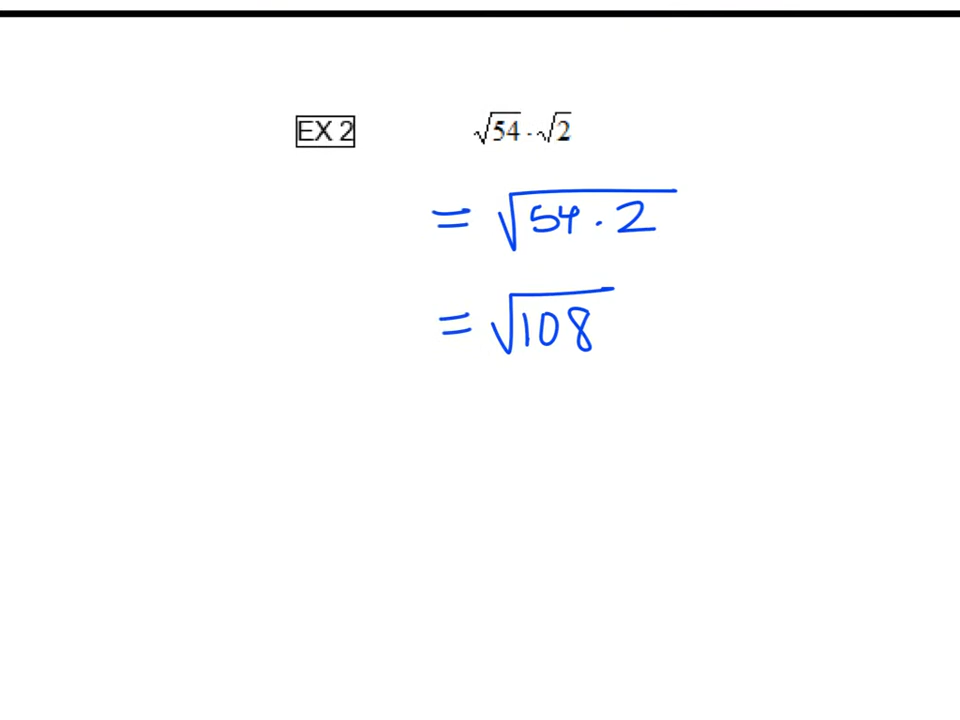 EX 2 √54 · √2
= √54 · 2
= √108